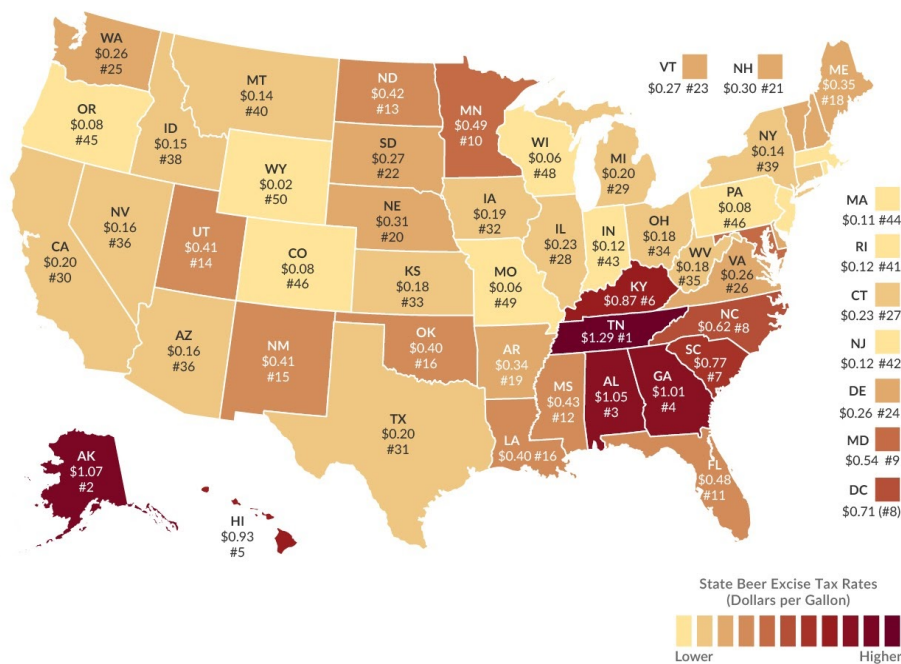 WA
$0.26
#25
OR
$0.08
#45
CA
$0.20
#30
NV
$0.16
#36
ID
$0.15
#38
MT
$0.14
#40
WY
$0.02
#50
UT
$0.41
#14
CO
$0.08
#46
AZ
$0.16
#36
NM
$0.41
#15
ND
$0.42
#13
SD
$0.27
#22
NE
$0.31
#20
KS
$0.18
#33
OK
$0.40
#16
TX
$0.20
#31
MN
$0.49
#10
IA
$0.19
#32
MO
$0.06
#49
AR
$0.34
#19
LA
$0.40 #16
WI
$0.06
#48
IL
$0.23
#28
MI
$0.20
#29
IN
$0.12
#43
OH
$0.18
#34
KY
$0.87 #6
TN
$1.29 #1
MS
$0.43
#12
AL
$1.05
#3
GA
$1.01
#4
FL
$0.48
#11
SC
$0.77
#7
NC
$0.62 #8
VA
$0.26
#26
WV
$0.18
#35
PA
$0.08
#46
NY
$0.14
#39
VT
$0.27 #23
NH
$0.30 #21
ME
$0.35
#18
MA
$0.11 #44
RI
$0.12 #41
CT
$0.23 #27
NJ
$0.12 #42
DE
$0.26 #24
MD
$0.54 #9
DC
$0.71 (#8)
AK
$1.07
#2
HI
$0.93
#5
State Beer Excise Tax Rates
(Dollars per Gallon)
Lower
Higher